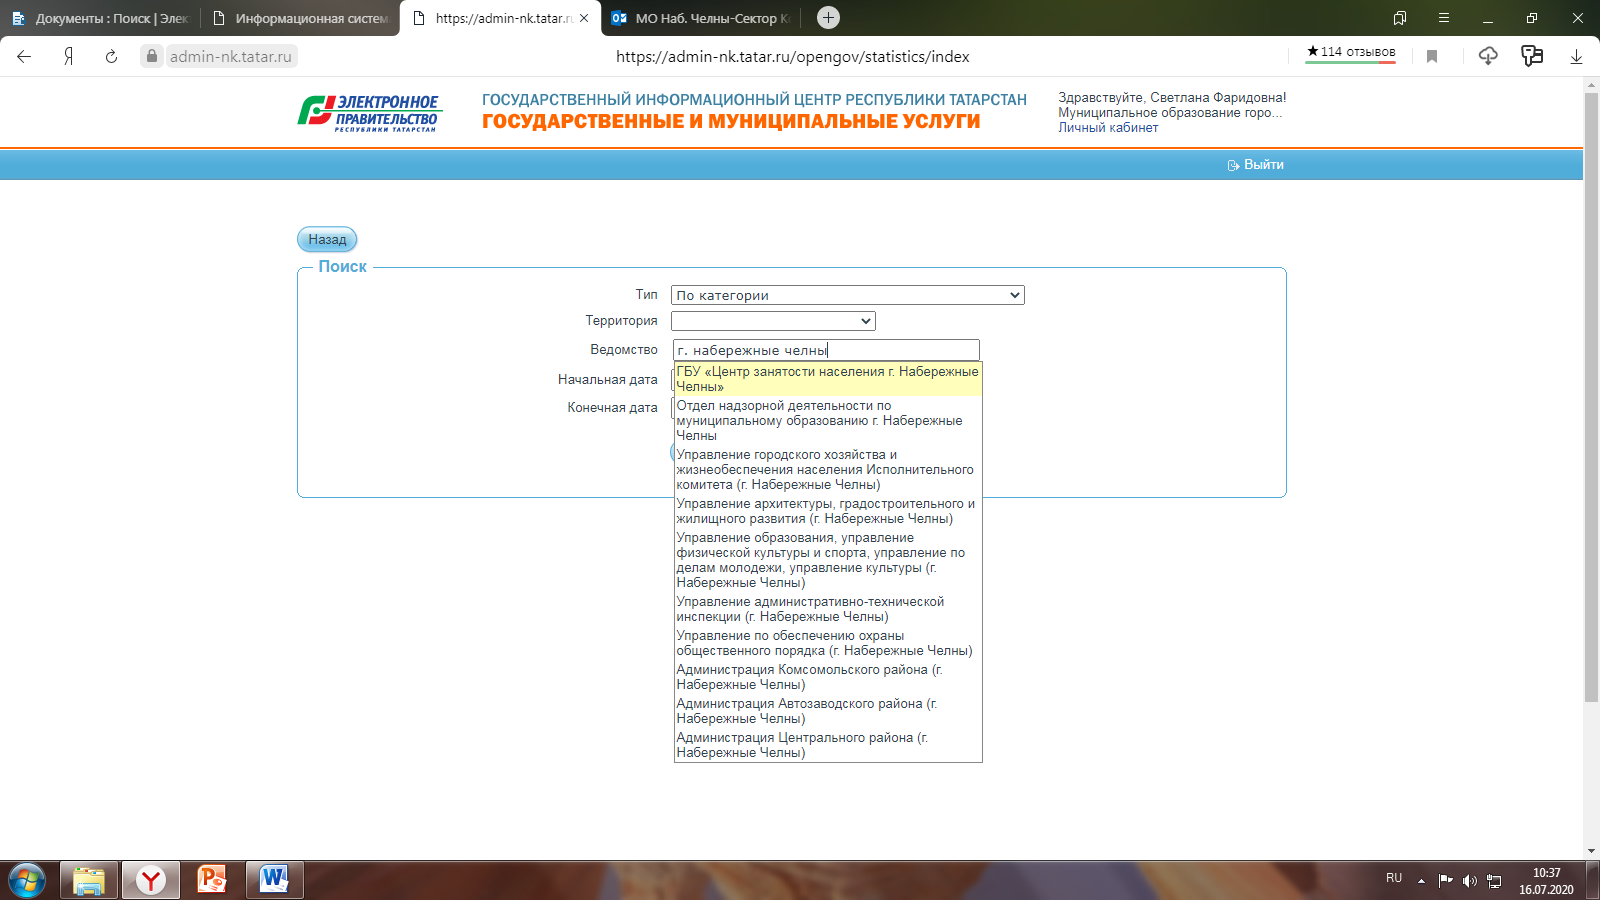 Документы : Поиск | Элек
Информационная систем
https://admin-nk.tatar.ru
МО Наб. Челны-Сектор К
admin-nk.tatar.ru
https://admin-nk.tatar.ru/opengov/statistics/index
★114 отзывов
ЭЛЕКТРОННОЕ
ПРАВИТЕЛЬСТВО
РЕСПУБЛИКИ ТАТАРСТАН
ГОСУДАРСТВЕННЫЙ ИНФОРМАЦИОННЫЙ ЦЕНТР РЕСПУБЛИКИ ТАТАРСТАН
ГОСУДАРСТВЕННЫЕ И МУНИЦИПАЛЬНЫЕ УСЛУГИ
Здравствуйте, Светлана Фаридовна!
Муниципальное образование горо...
Личный кабинет
Выйти
Назад
Поиск
Тип
По категории
Территория
Ведомство
г. набережные челны
Начальная дата
Конечная дата
ГБУ «Центр занятости населения г. Набережные
Челны»
Отдел надзорной деятельности по
муниципальному образованию г. Набережные
Челны
Управление городского хозяйства и
жизнеобеспечения населения Исполнительного
комитета (г. Набережные Челны)
Управление архитектуры, градостроительного и
жилищного развития (г. Набережные Челны)
Управление образования, управление
физической культуры и спорта, управление по
делам молодежи, управление культуры (г.
Набережные Челны)
Управление административно-технической
инспекции (г. Набережные Челны)
Управление по обеспечению охраны
общественного порядка (г. Набережные Челны)
Администрация Комсомольского района (г.
Набережные Челны)
Администрация Автозаводского района (г.
Набережные Челны)
Администрация Центрального района (г.
Набережные Челны)
RU
10:37
16.07.2020